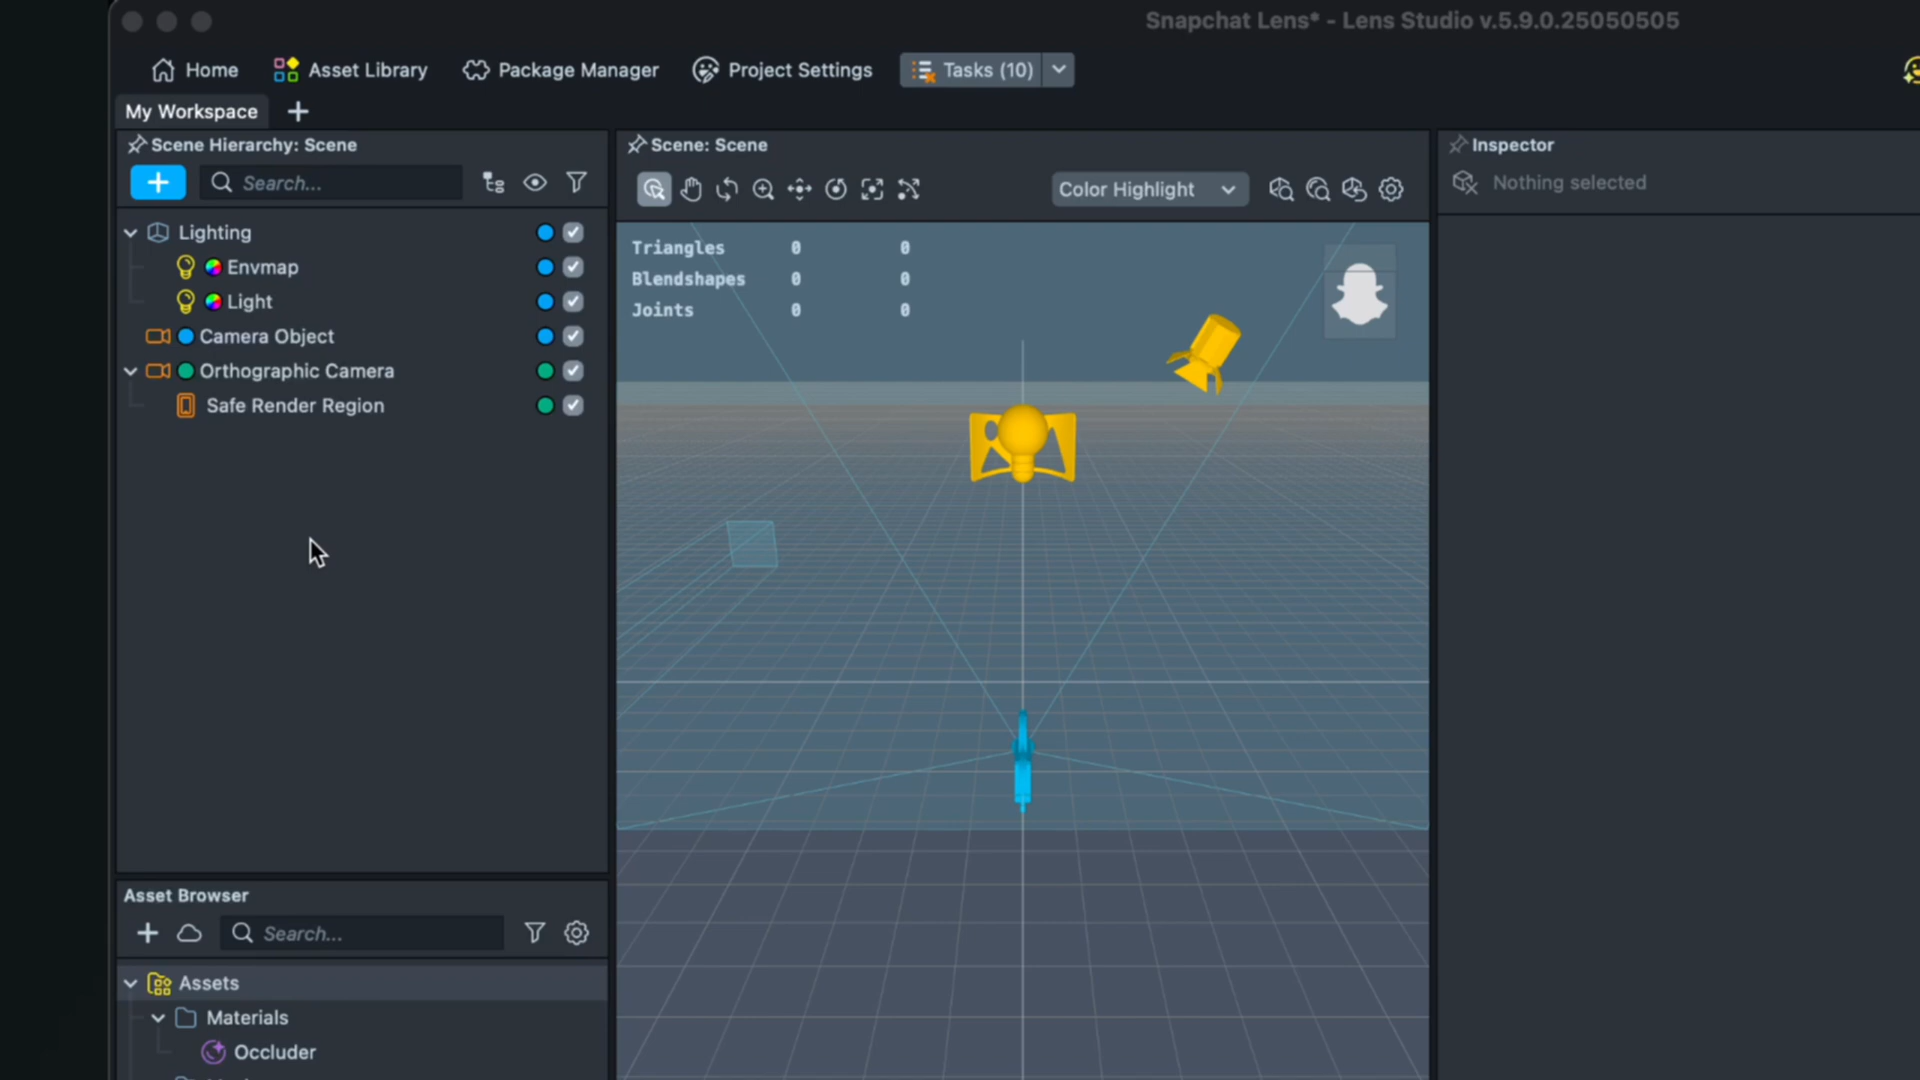 Snapchat Lens* - Lens Studio v.5.9.0.25050505
Home
Asset Library
Package Manager
Project Settings
Tasks (10)
My Workspace
Scene Hierarchy: Scene
Search...
Lighting
Envmap
Light
Camera Object
Orthographic Camera
Safe Render Region
Scene: Scene
Color Highlight
Triangles 0 0
Blendshapes 0 0
Joints 0 0
Inspector
Nothing selected
Asset Browser
Search...
Assets
Materials
Occluder